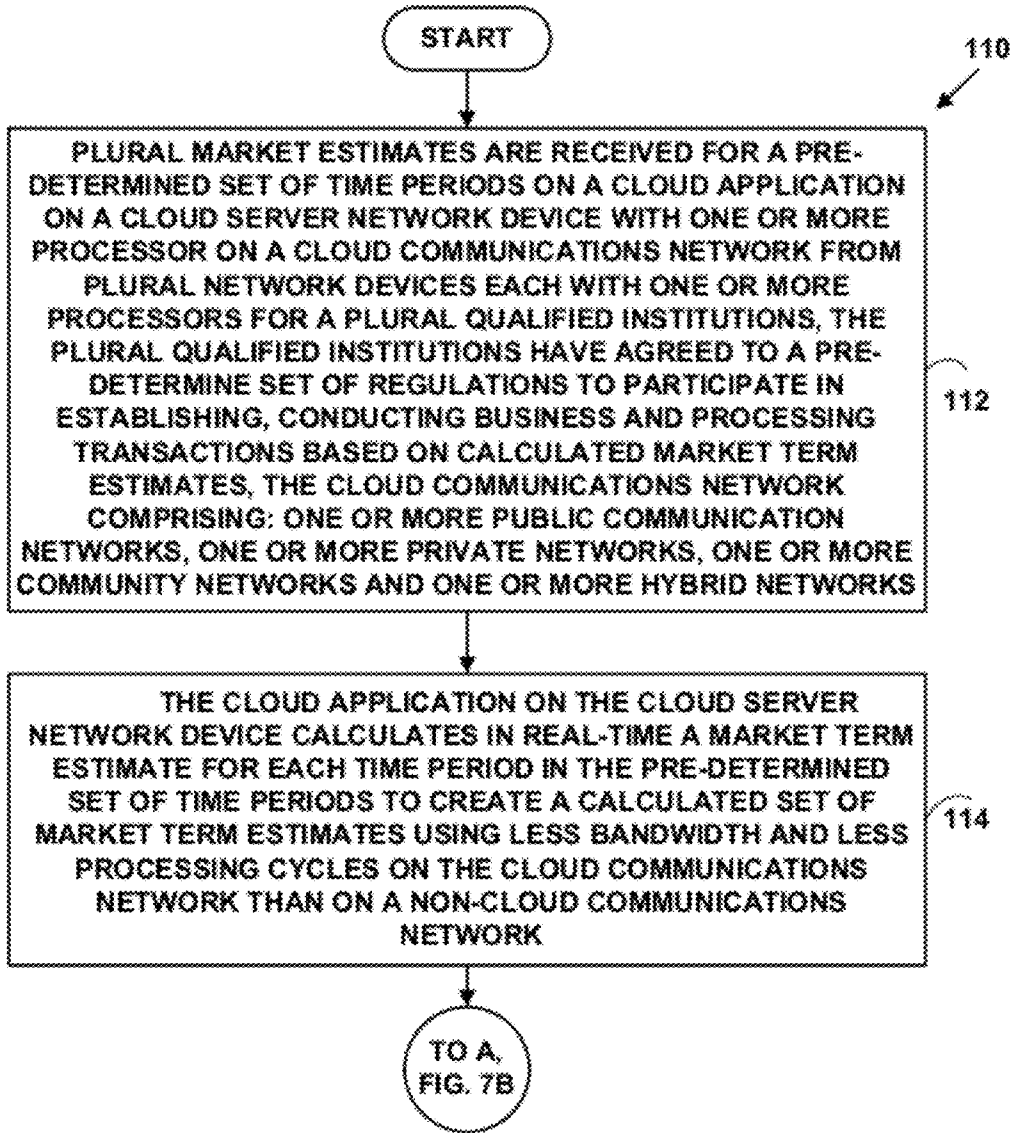 START
110
PLURAL MARKET ESTIMATES ARE RECEIVED FOR A PRE-
DETERMINED SET OF TIME PERIODS ON A CLOUD APPLICATION
ON A CLOUD SERVER NETWORK DEVICE WITH ONE OR MORE
PROCESSOR ON A CLOUD COMMUNICATIONS NETWORK FROM
PLURAL NETWORK DEVICES EACH WITH ONE OR MORE
PROCESSORS FOR A PLURAL QUALIFIED INSTITUTIONS, THE
PLURAL QUALIFIED INSTITUTIONS HAVE AGREED TO A PRE-
DETERMINE SET OF REGULATIONS TO PARTICIPATE IN
ESTABLISHING, CONDUCTING BUSINESS AND PROCESSING
TRANSACTIONS BASED ON CALCULATED MARKET TERM
ESTIMATES, THE CLOUD COMMUNICATIONS NETWORK
COMPRISING: ONE OR MORE PUBLIC COMMUNICATION
NETWORKS, ONE OR MORE PRIVATE NETWORKS, ONE OR MORE
COMMUNITY NETWORKS AND ONE OR MORE HYBRID NETWORKS
112
THE CLOUD APPLICATION ON THE CLOUD SERVER
NETWORK DEVICE CALCULATES IN REAL-TIME A MARKET TERM
ESTIMATE FOR EACH TIME PERIOD IN THE PRE-DETERMINED
SET OF TIME PERIODS TO CREATE A CALCULATED SET OF
MARKET TERM ESTIMATES USING LESS BANDWIDTH AND LESS
PROCESSING CYCLES ON THE CLOUD COMMUNICATIONS
NETWORK THAN ON A NON-CLOUD COMMUNICATIONS
NETWORK
114
TO A,
FIG. 7B